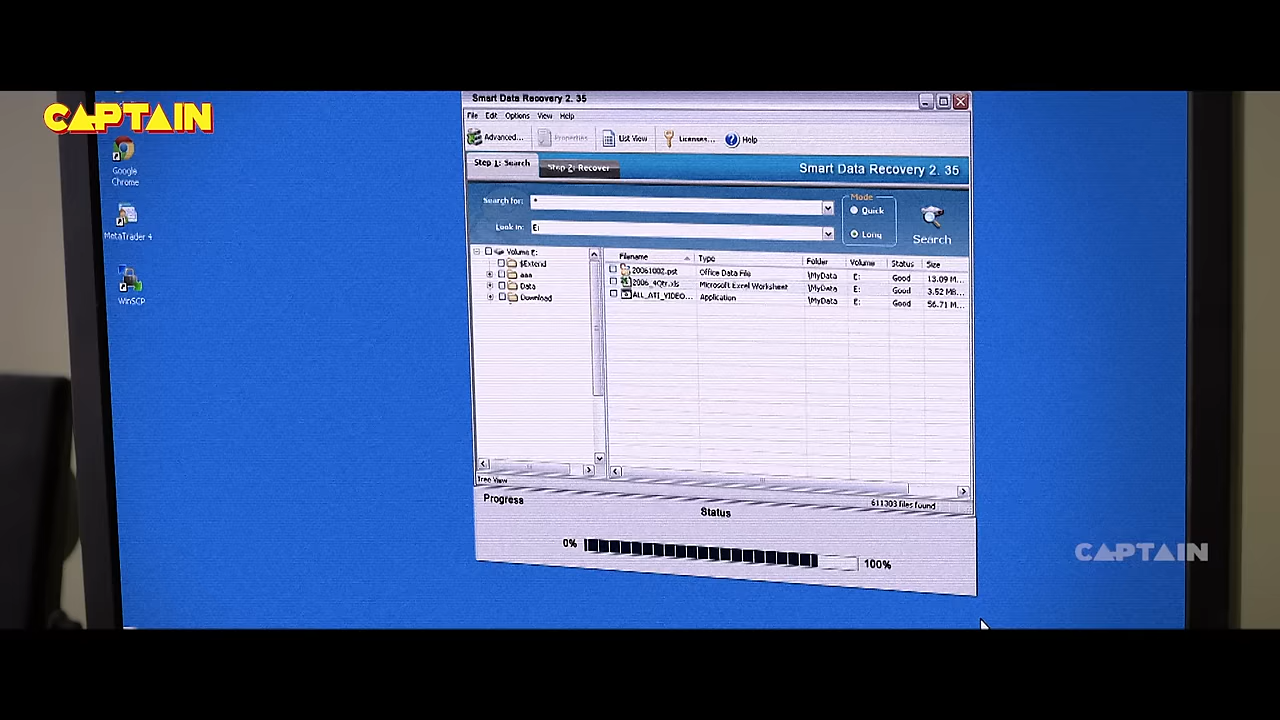 CAPTAIN
Google
Chrome
MetaTrader 4
WinSCP
Smart Data Recovery 2. 35
File Edit Options View Help
Advanced... Properties List View Licenses... Help
Step 1: Search Step 2: Recover Smart Data Recovery 2. 35
Search for: *
Look in: E:
Mode
Quick
Long
Search
Volume E:
$Extend
aaa
Data
Download
Filename Type Folder Volume Status Size
20061002.pst Office Data File \MyData E: Good 13.09 M...
2006_4Qtr.xls Microsoft Excel Worksheet \MyData E: Good 3.52 MB...
ALL_ATI_VIDEO... Application \MyData E: Good 56.71 M...
Tree View
611303 files found
Progress
Status
0% 100%
CAPTAIN